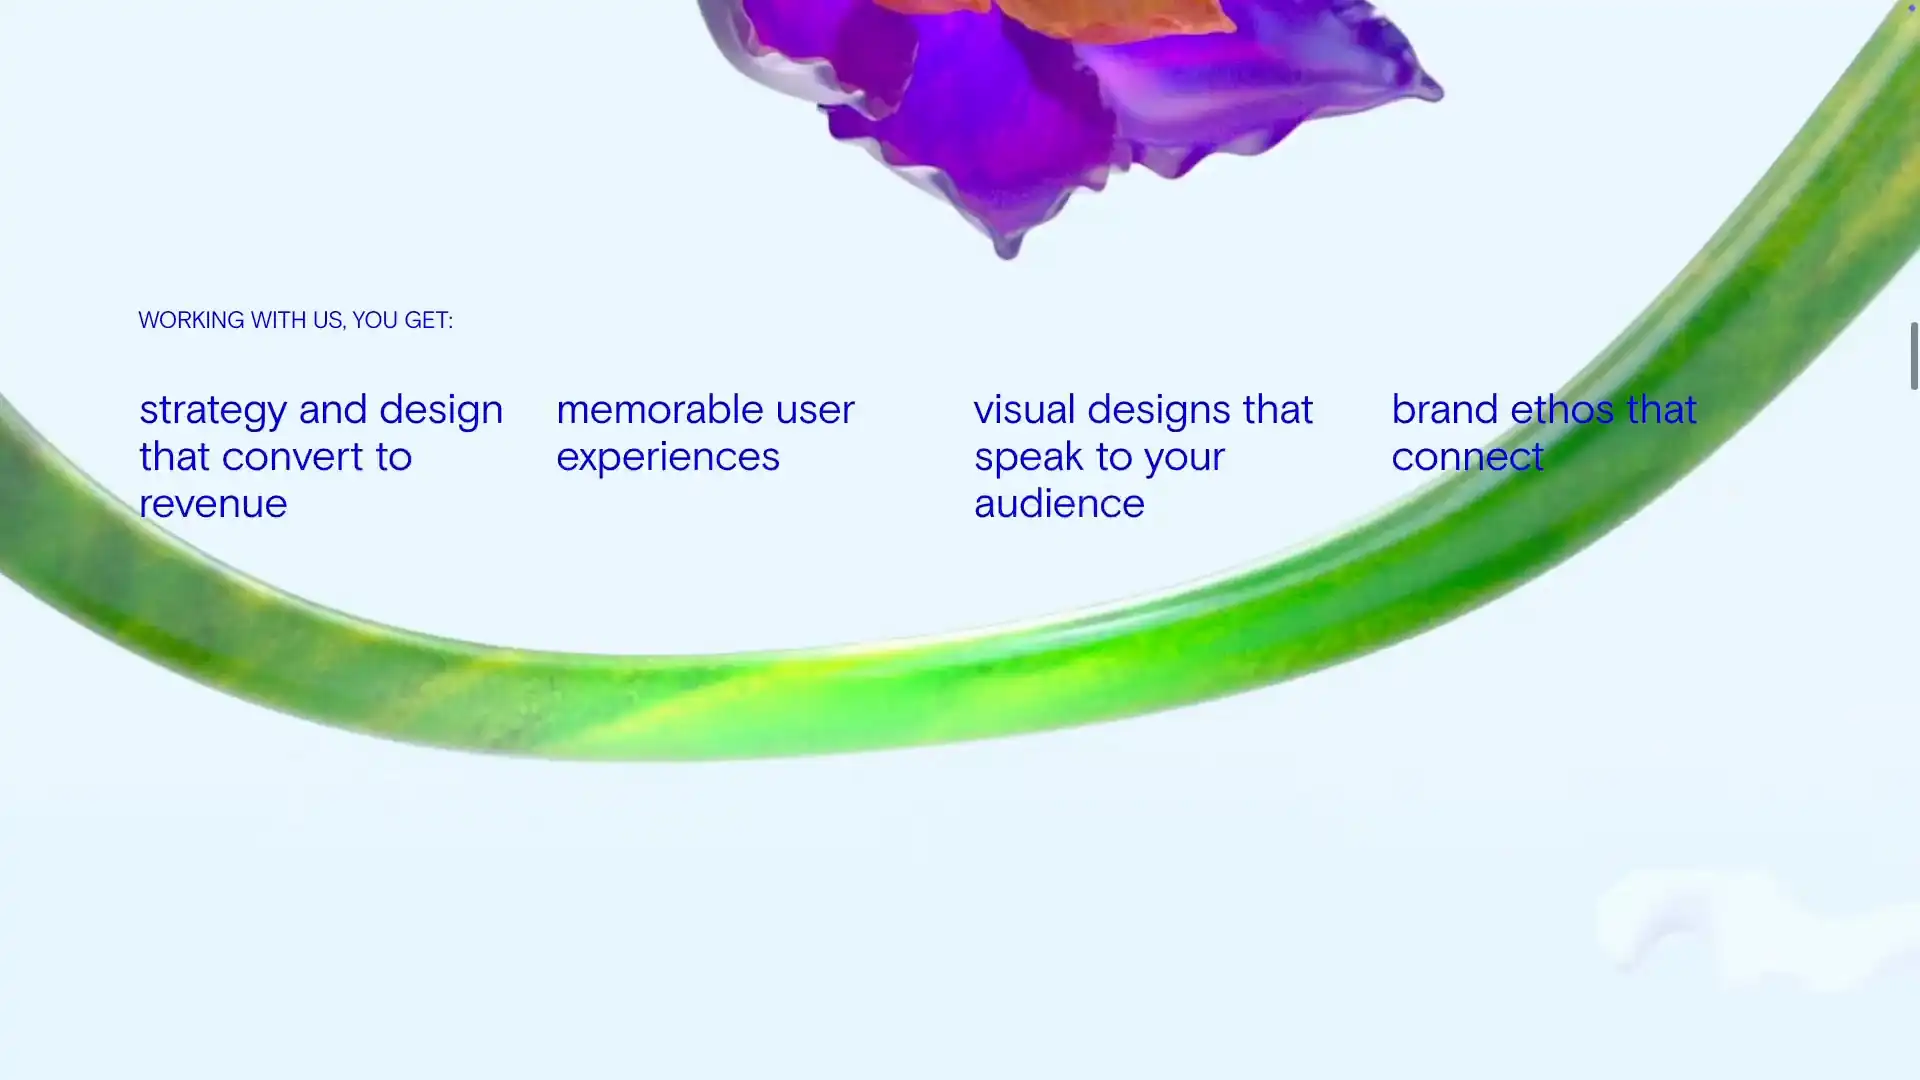 WORKING WITH US, YOU GET:
strategy and design
that convert to
revenue
memorable user
experiences
visual designs that
speak to your
audience
brand ethos that
connect